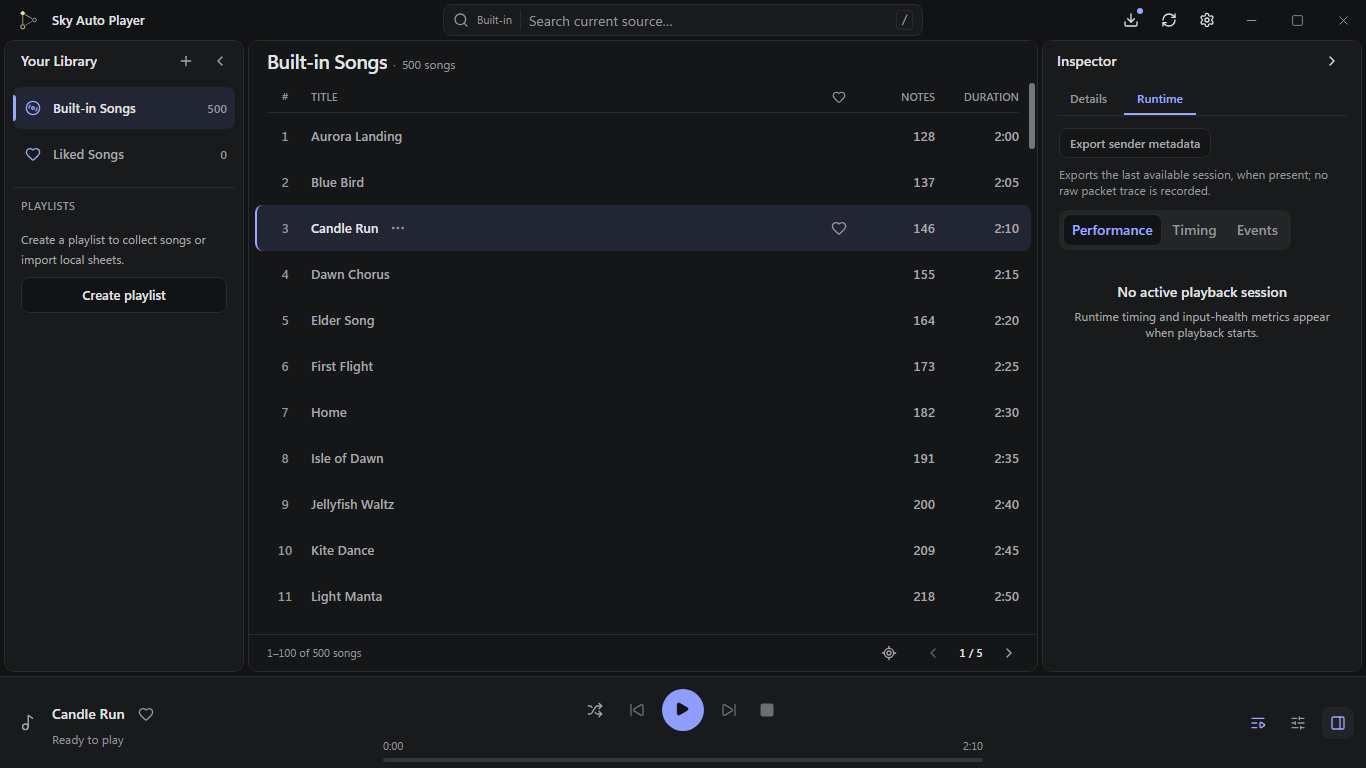 Sky Auto Player
Built-in
Search current source...
/
Your Library
Built-in Songs 500
Liked Songs 0
PLAYLISTS
Create a playlist to collect songs or
import local sheets.
Create playlist
Built-in Songs · 500 songs
# TITLE NOTES DURATION
1 Aurora Landing 128 2:00
2 Blue Bird 137 2:05
3 Candle Run ··· 146 2:10
4 Dawn Chorus 155 2:15
5 Elder Song 164 2:20
6 First Flight 173 2:25
7 Home 182 2:30
8 Isle of Dawn 191 2:35
9 Jellyfish Waltz 200 2:40
10 Kite Dance 209 2:45
11 Light Manta 218 2:50
1–100 of 500 songs
1 / 5
Inspector
Details Runtime
Export sender metadata
Exports the last available session, when present; no
raw packet trace is recorded.
Performance Timing Events
No active playback session
Runtime timing and input-health metrics appear
when playback starts.
Candle Run
Ready to play
0:00 2:10